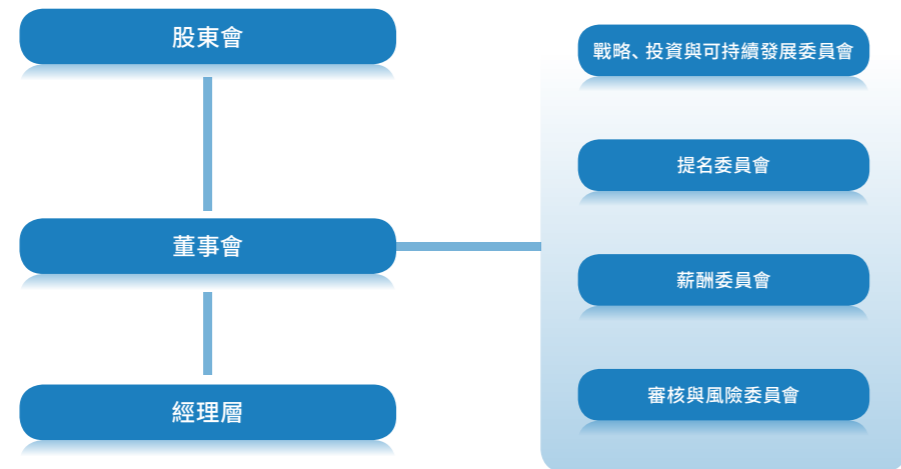 股東會
董事會
經理層
戰略、投資與可持續發展委員會
提名委員會
薪酬委員會
審核與風險委員會